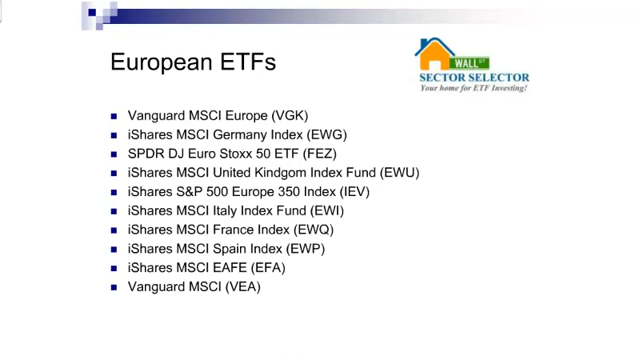 European ETFs
WALL ST
SECTOR SELECTOR
Your home for ETF Investing!
Vanguard MSCI Europe (VGK)
iShares MSCI Germany Index (EWG)
SPDR DJ Euro Stoxx 50 ETF (FEZ)
iShares MSCI United Kindgom Index Fund (EWU)
iShares S&P 500 Europe 350 Index (IEV)
iShares MSCI Italy Index Fund (EWI)
iShares MSCI France Index (EWQ)
iShares MSCI Spain Index (EWP)
iShares MSCI EAFE (EFA)
Vanguard MSCI (VEA)